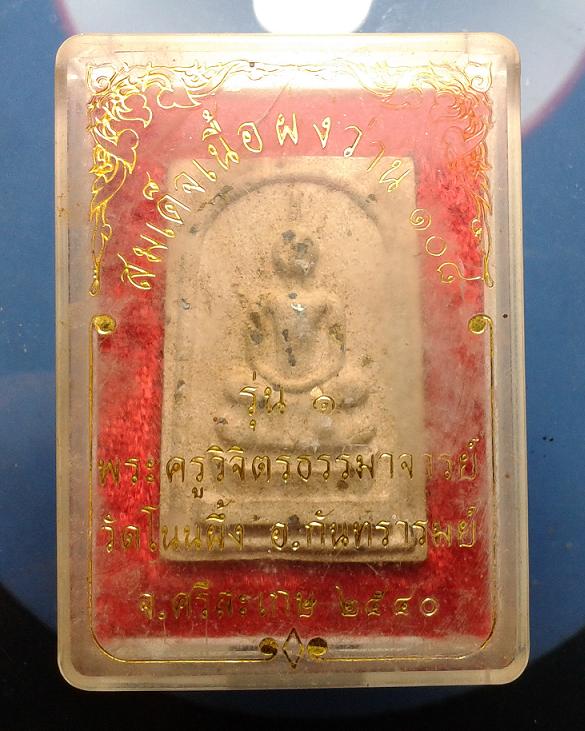 สมเด็จเนื้อผงว่าน ๑๐๘
รุ่น ๑
พระครูวิจิตรธรรมาจารย์
วัดโนนผึ้ง อ.กันทรารมย์
จ.ศรีสะเกษ ๒๕๔๐